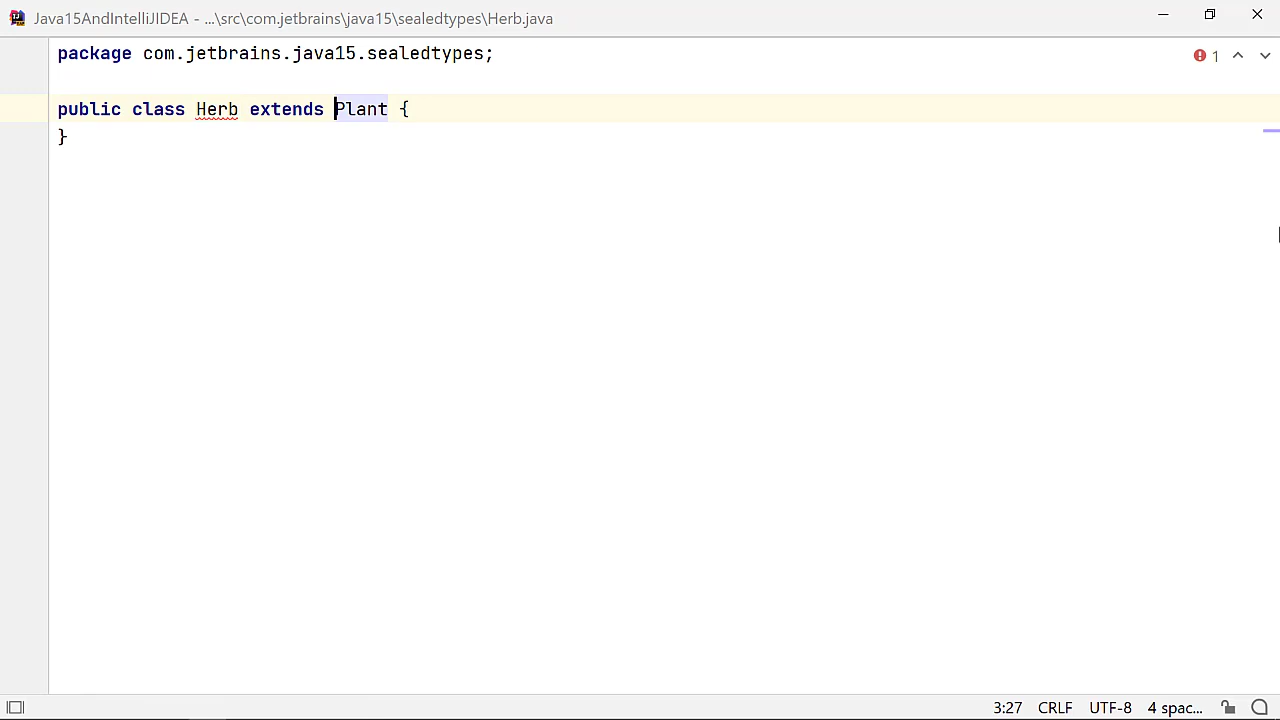 Java15AndIntelliJIDEA - ...\src\com.jetbrains\java15\sealedtypes\Herb.java
package com.jetbrains.java15.sealedtypes;
1
public class Herb extends Plant {
}
3:27 CRLF UTF-8 4 spac...